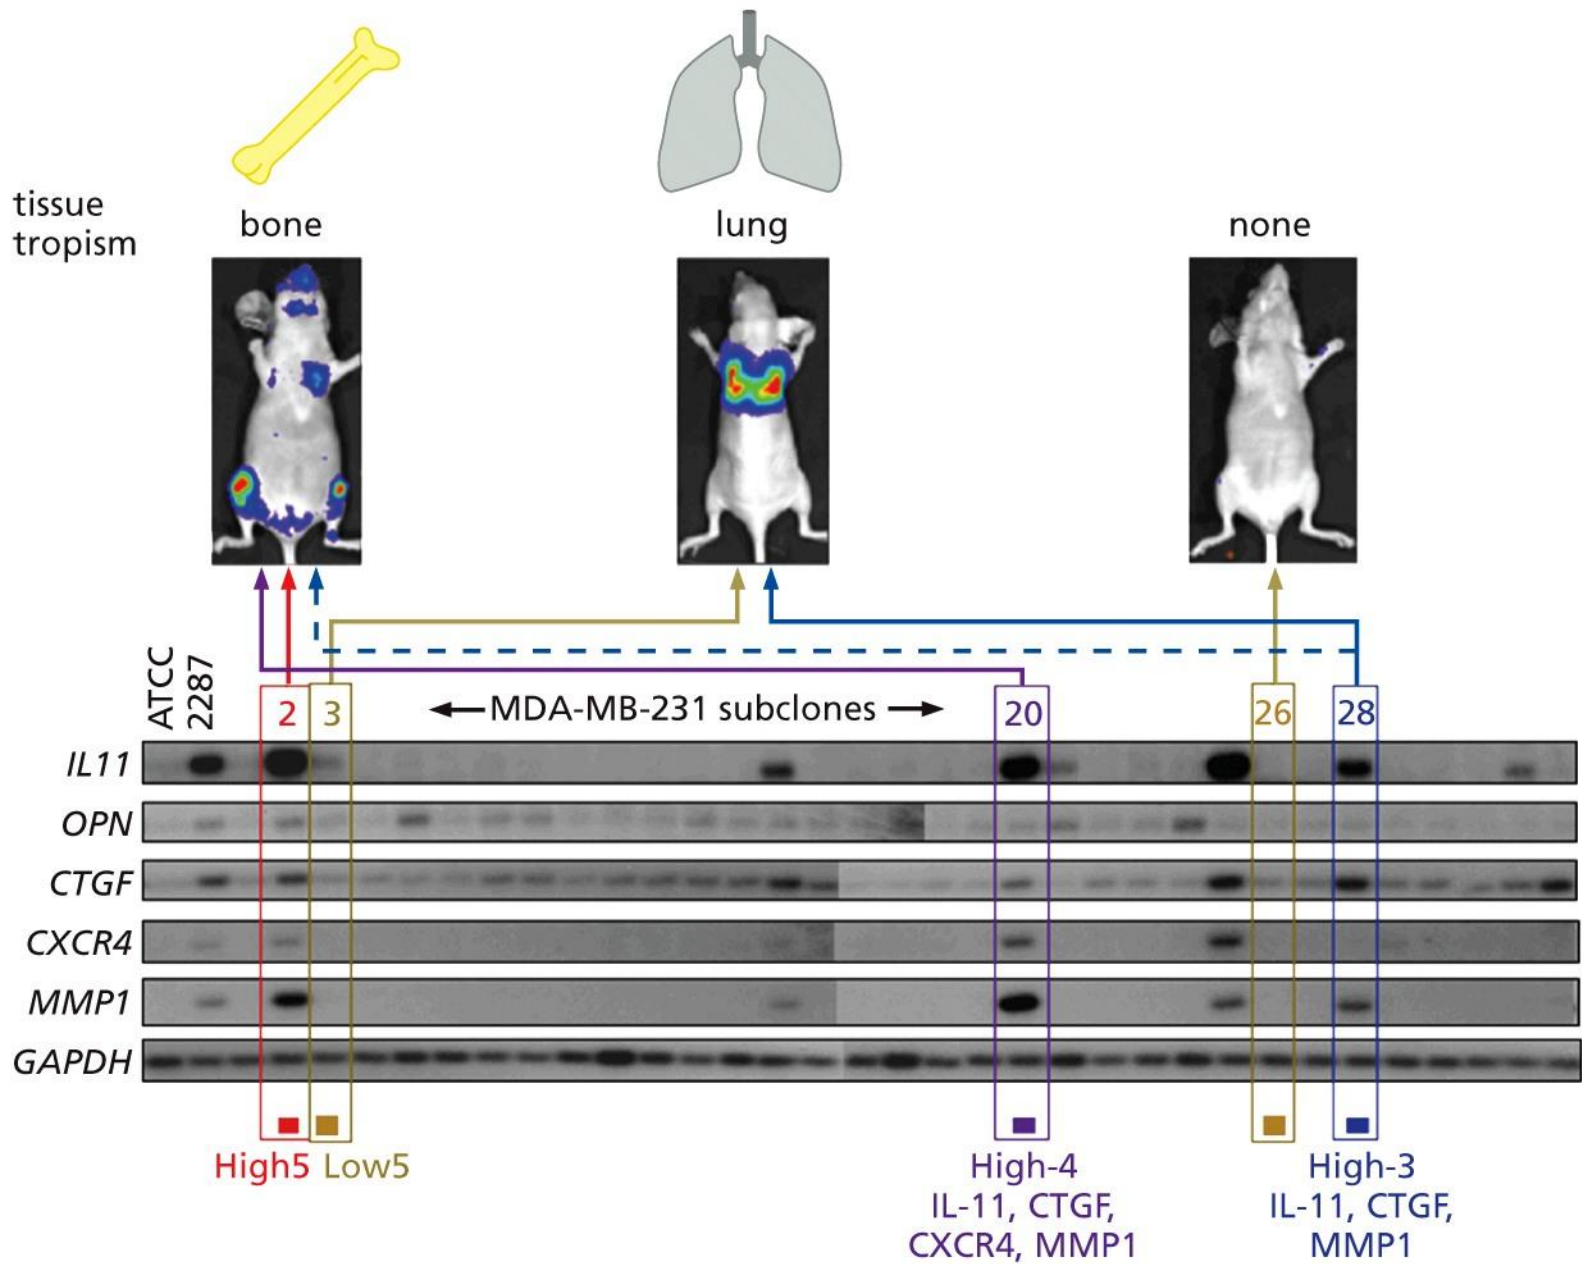 tissue
tropism
bone
lung
none
ATCC
2287
2
3
MDA-MB-231 subclones
20
26
28
IL11
OPN
CTGF
CXCR4
MMP1
GAPDH
High5
Low5
High-4
IL-11, CTGF,
CXCR4, MMP1
High-3
IL-11, CTGF,
MMP1